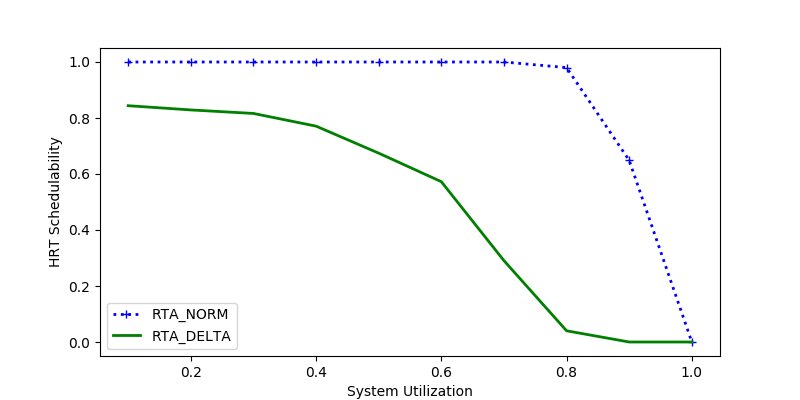 1.0
0.8
0.6
0.4
0.2
0.0
HRT Schedulability
RTA_NORM
RTA_DELTA
0.2 0.4 0.6 0.8 1.0
System Utilization